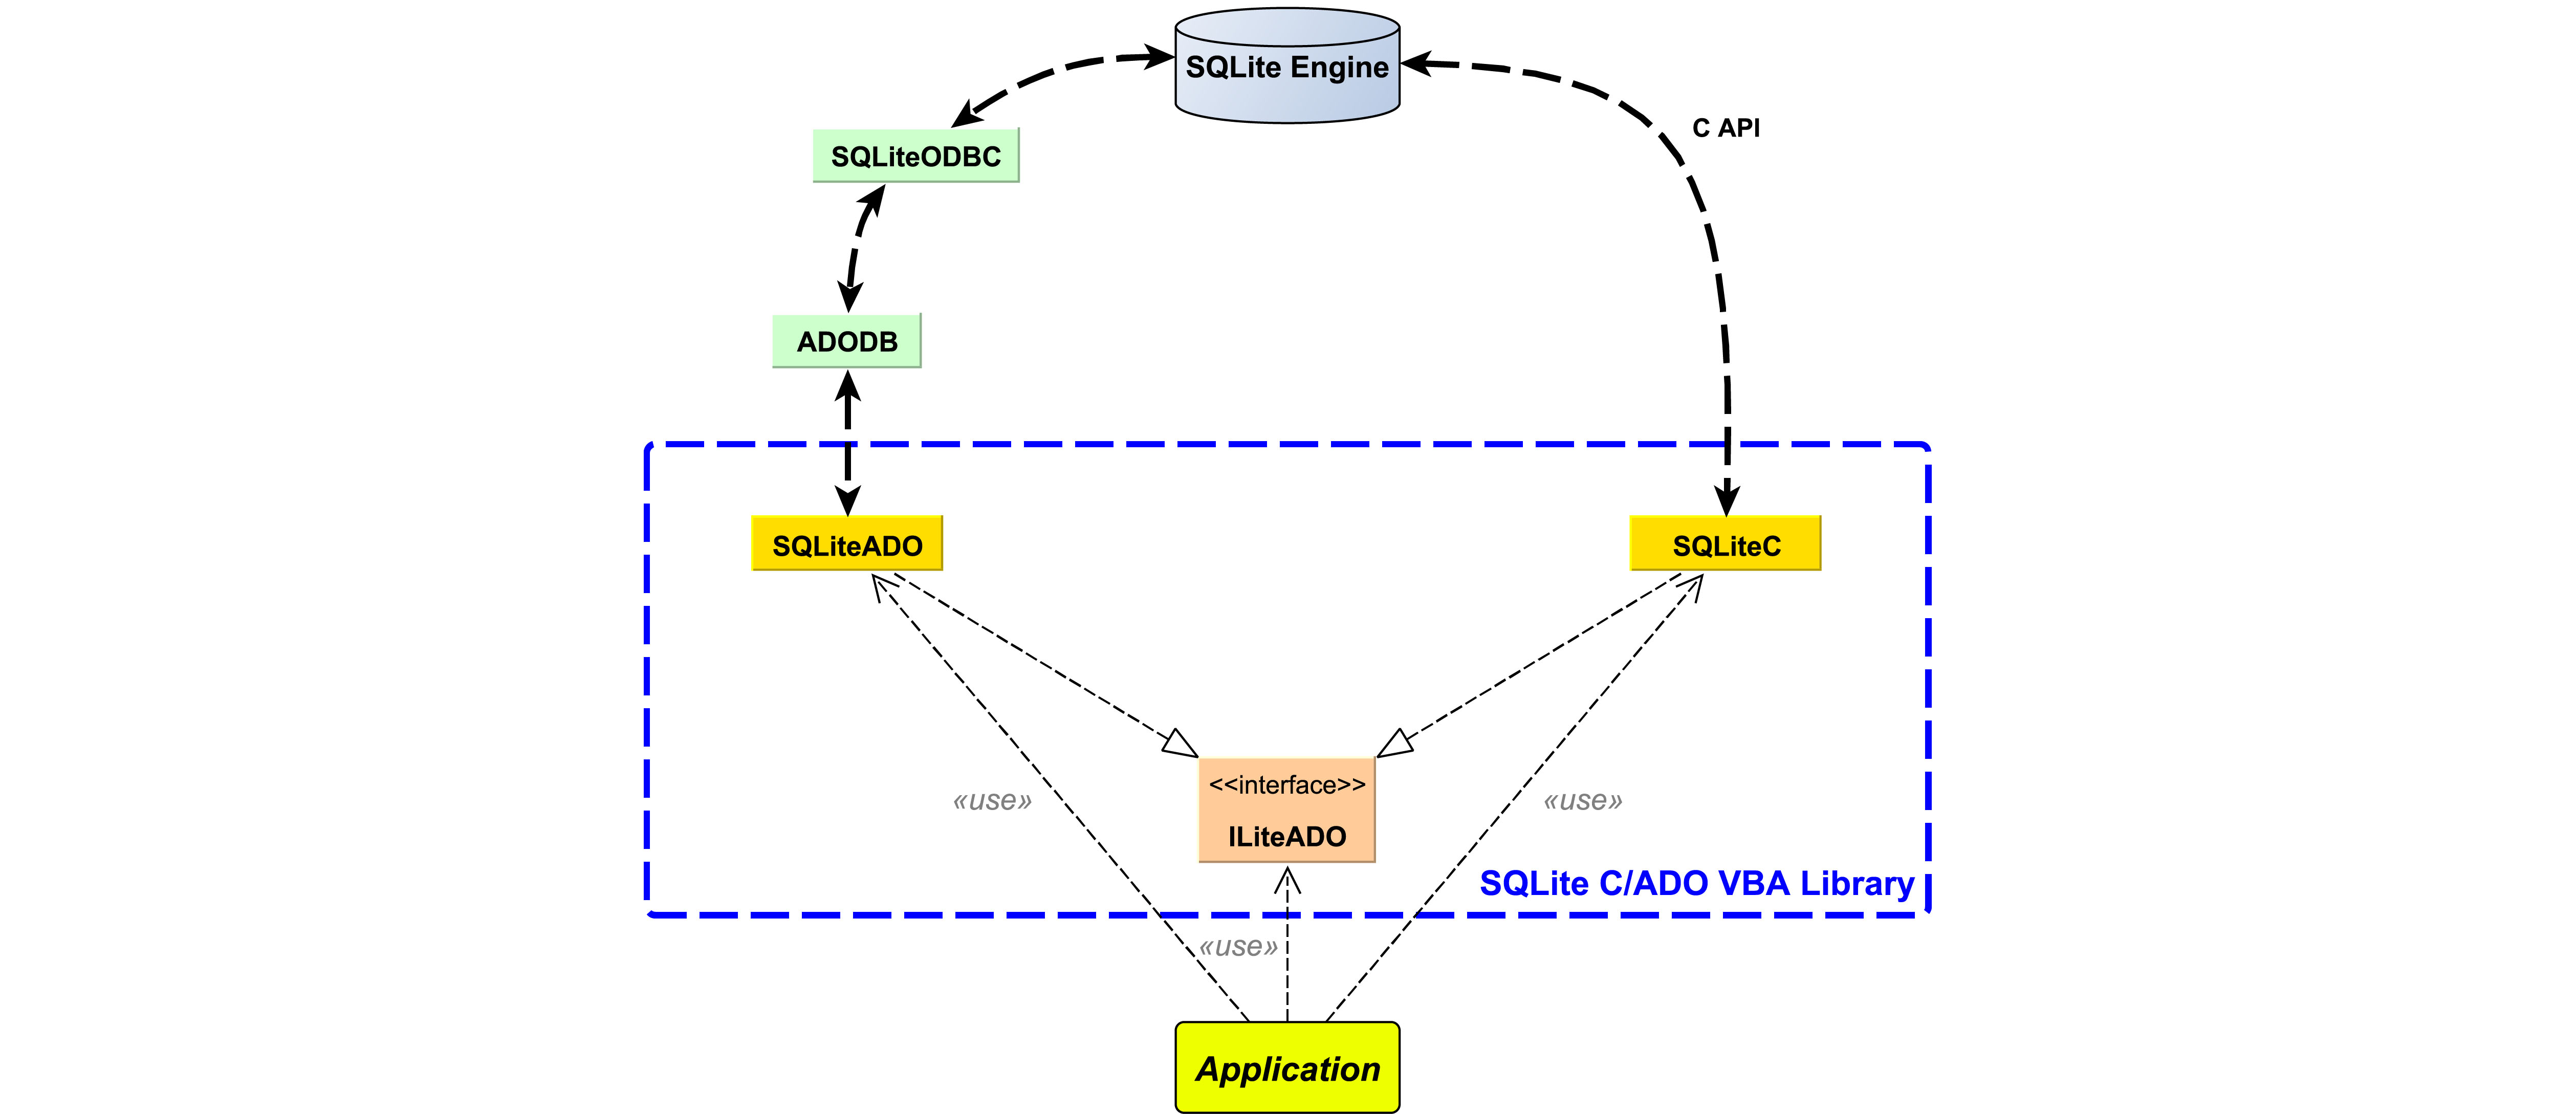 SQLite Engine
C API
SQLiteODBC
ADODB
SQLiteADO
SQLiteC
<<interface>>
ILiteADO
«use»
«use»
SQLite C/ADO VBA Library
«use»
Application